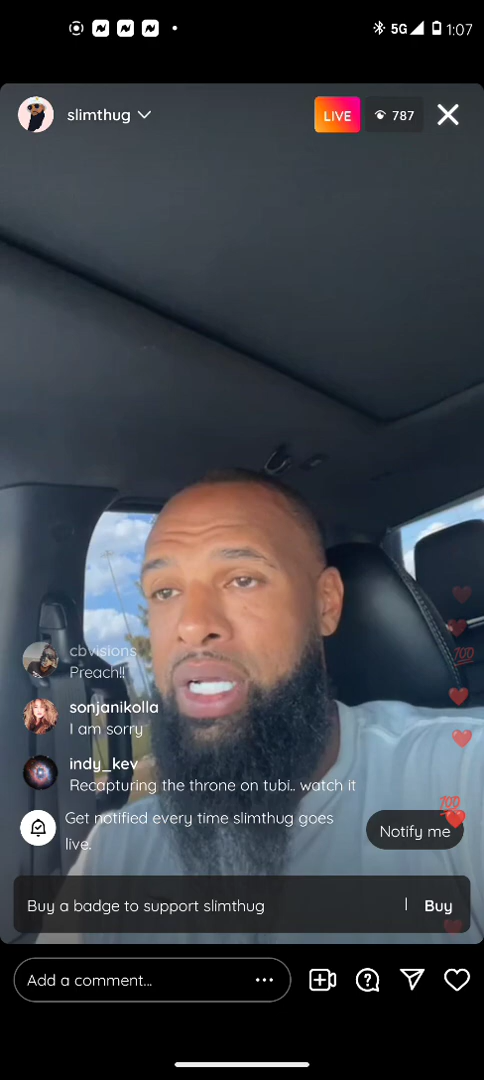 5G 1:07
slimthug LIVE 787
cbvisions
Preach!!
sonjanikolla
I am sorry
indy_kev
Recapturing the throne on tubi.. watch it
💯
💯
Get notified every time slimthug goes
live.
Notify me
Buy a badge to support slimthug
Buy
Add a comment...